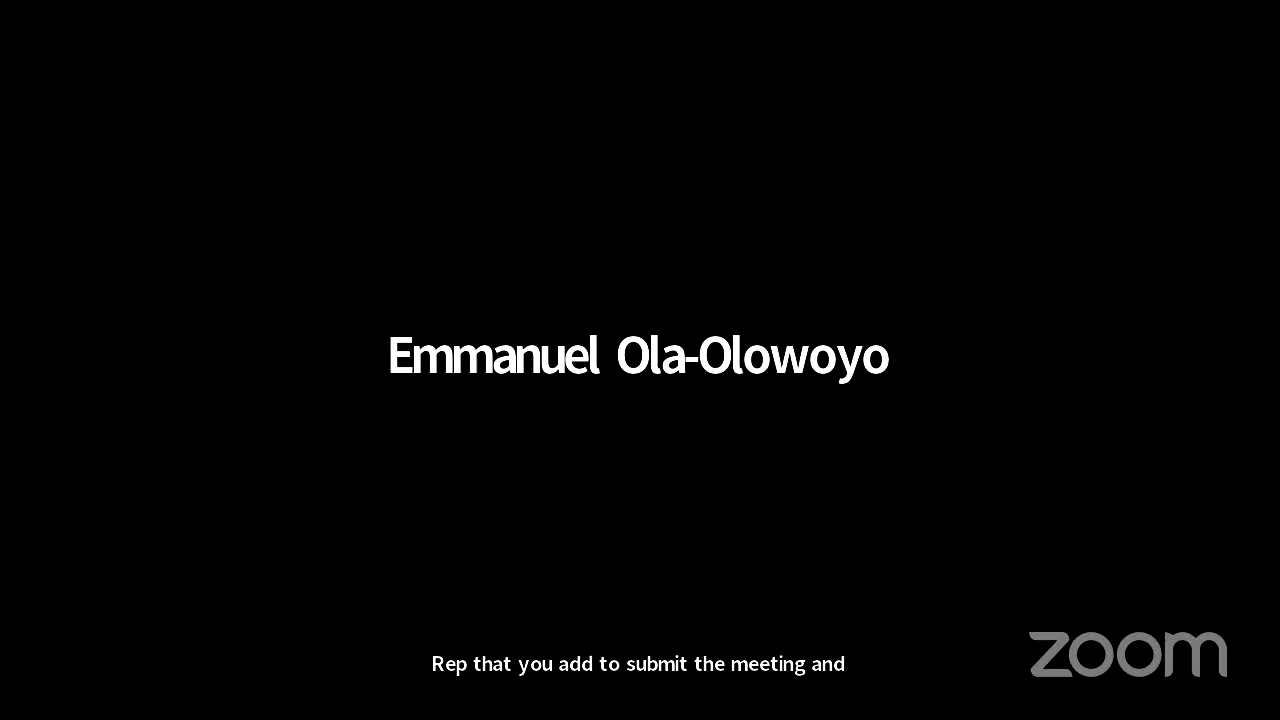 Emmanuel Ola-Olowoyo
Rep that you add to submit the meeting and
zoom